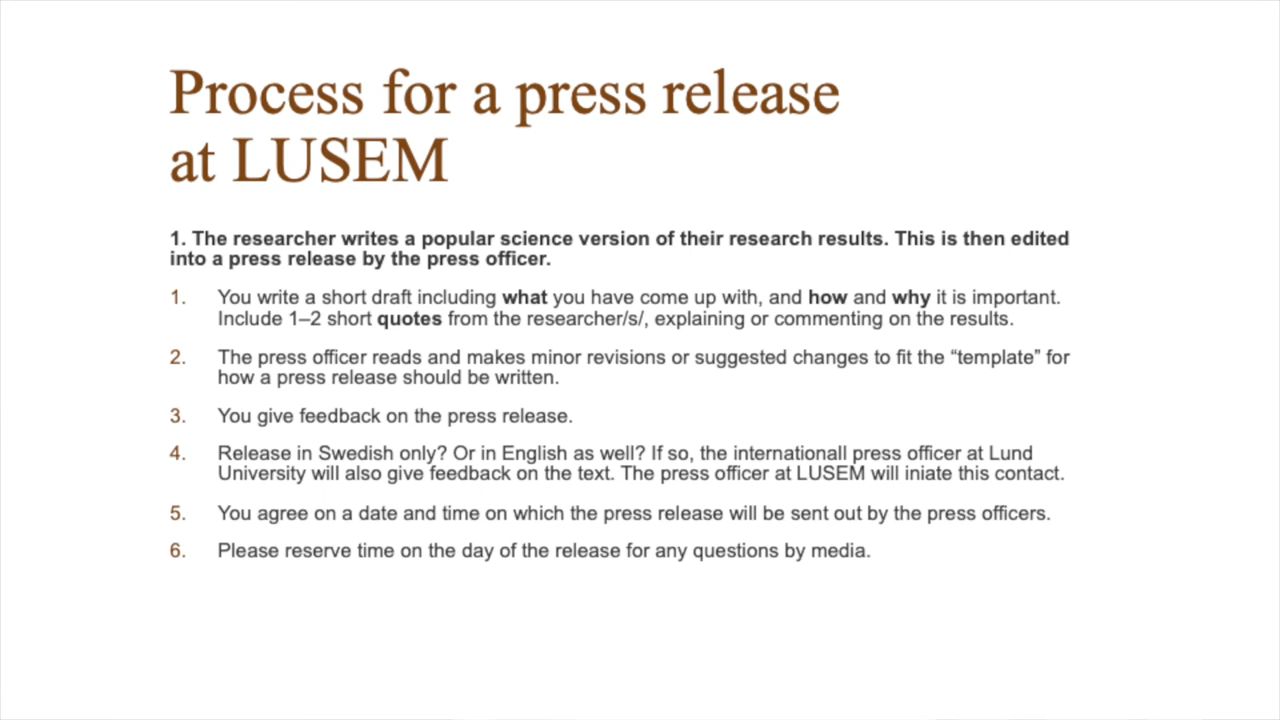 Process for a press release
at LUSEM
1. The researcher writes a popular science version of their research results. This is then edited
into a press release by the press officer.
1. You write a short draft including what you have come up with, and how and why it is important.
Include 1–2 short quotes from the researcher/s/, explaining or commenting on the results.
2. The press officer reads and makes minor revisions or suggested changes to fit the “template” for
how a press release should be written.
3. You give feedback on the press release.
4. Release in Swedish only? Or in English as well? If so, the internationall press officer at Lund
University will also give feedback on the text. The press officer at LUSEM will iniate this contact.
5. You agree on a date and time on which the press release will be sent out by the press officers.
6. Please reserve time on the day of the release for any questions by media.